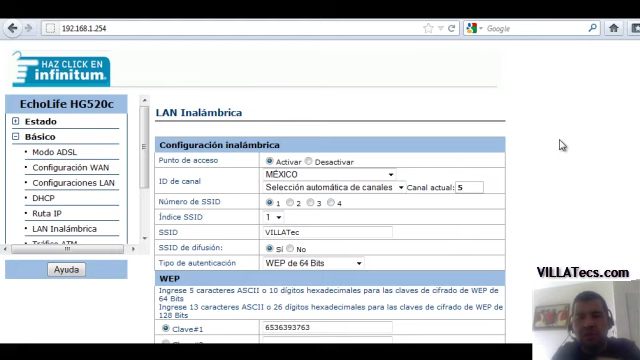 192.168.1.254
Google
HAZ CLICK EN
infinitum
EchoLife HG520c
Estado
Básico
Modo ADSL
Configuración WAN
Configuraciones LAN
DHCP
Ruta IP
LAN Inalámbrica
Tráfico ATM
Ayuda
LAN Inalámbrica
Configuración inalámbrica
Punto de acceso Activar Desactivar
ID de canal MÉXICO
Selección automática de canales Canal actual: 5
Número de SSID 1 2 3 4
Índice SSID 1
SSID VILLATec
SSID de difusión: Sí No
Tipo de autenticación: WEP de 64 Bits
WEP
Ingrese 5 caracteres ASCII o 10 dígitos hexadecimales para las claves de cifrado de WEP de
64 Bits
Ingrese 13 caracteres ASCII o 26 dígitos hexadecimales para las claves de cifrado de WEP de
128 Bits
Clave#1 6536393763
VILLATecs.com